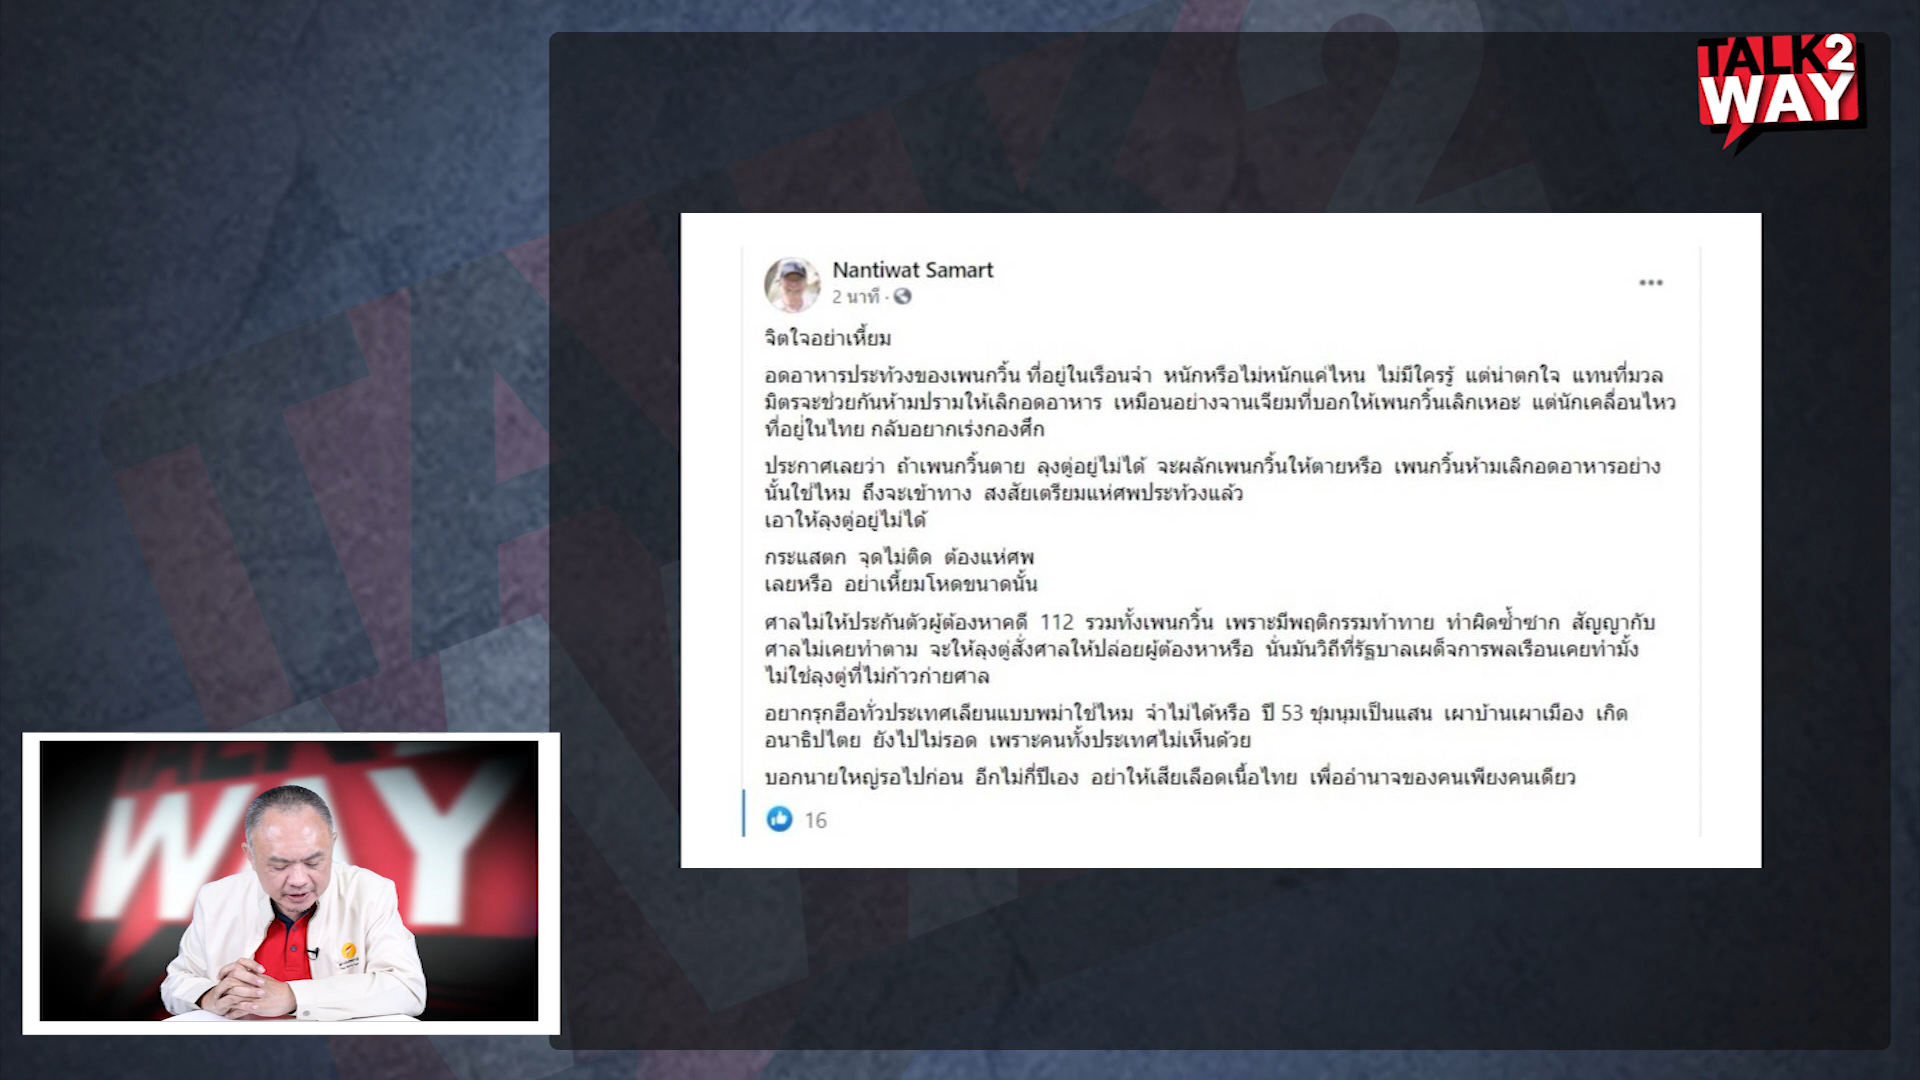 TALK 2
WAY
Nantiwat Samart
2 นาที ·
จิตใจอย่าเหี้ยม
อดอาหารประท้วงของเพนกวิ้น ที่อยู่ในเรือนจำ หนักหรือไม่หนักแค่ไหน ไม่มีใครรู้ แต่น่าตกใจ แทนที่มวล
มิตรจะช่วยกันห้ามปรามให้เลิกอดอาหาร เหมือนอย่างจานเจียมที่บอกให้เพนกวิ้นเลิกเหอะ แต่นักเคลื่อนไหว
ที่อยู่ในไทย กลับอยากเร่งกองศึก
ประกาศเลยว่า ถ้าเพนกวิ้นตาย ลุงตู่อยู่ไม่ได้ จะผลักเพนกวิ้นให้ตายหรือ เพนกวิ้นห้ามเลิกอดอาหารอย่าง
นั้นใช่ไหม ถึงจะเข้าทาง สงสัยเตรียมแห่ศพประท้วงแล้ว
เอาให้ลุงตู่อยู่ไม่ได้
กระแสตก จุดไม่ติด ต้องแห่ศพ
เลยหรือ อย่าเหี้ยมโหดขนาดนั้น
ศาลไม่ให้ประกันตัวผู้ต้องหาคดี 112 รวมทั้งเพนกวิ้น เพราะมีพฤติกรรมท้าทาย ทำผิดซ้ำซาก สัญญากับ
ศาลไม่เคยทำตาม จะให้ลุงตู่สั่งศาลให้ปล่อยผู้ต้องหาหรือ นั่นมันวิถีที่รัฐบาลเผด็จการพลเรือนเคยทำมั้ง
ไม่ใช่ลุงตู่ที่ไม่ก้าวก่ายศาล
อยากรุกฮือทั่วประเทศเลียนแบบพม่าใช่ไหม จำไม่ได้หรือ ปี 53 ชุมนุมเป็นแสน เผาบ้านเผาเมือง เกิด
อนาธิปไตย ยังไปไม่รอด เพราะคนทั้งประเทศไม่เห็นด้วย
บอกนายใหญ่รอไปก่อน อีกไม่กี่ปีเอง อย่าให้เสียเลือดเนื้อไทย เพื่ออำนาจของคนเพียงคนเดียว
16
WAY